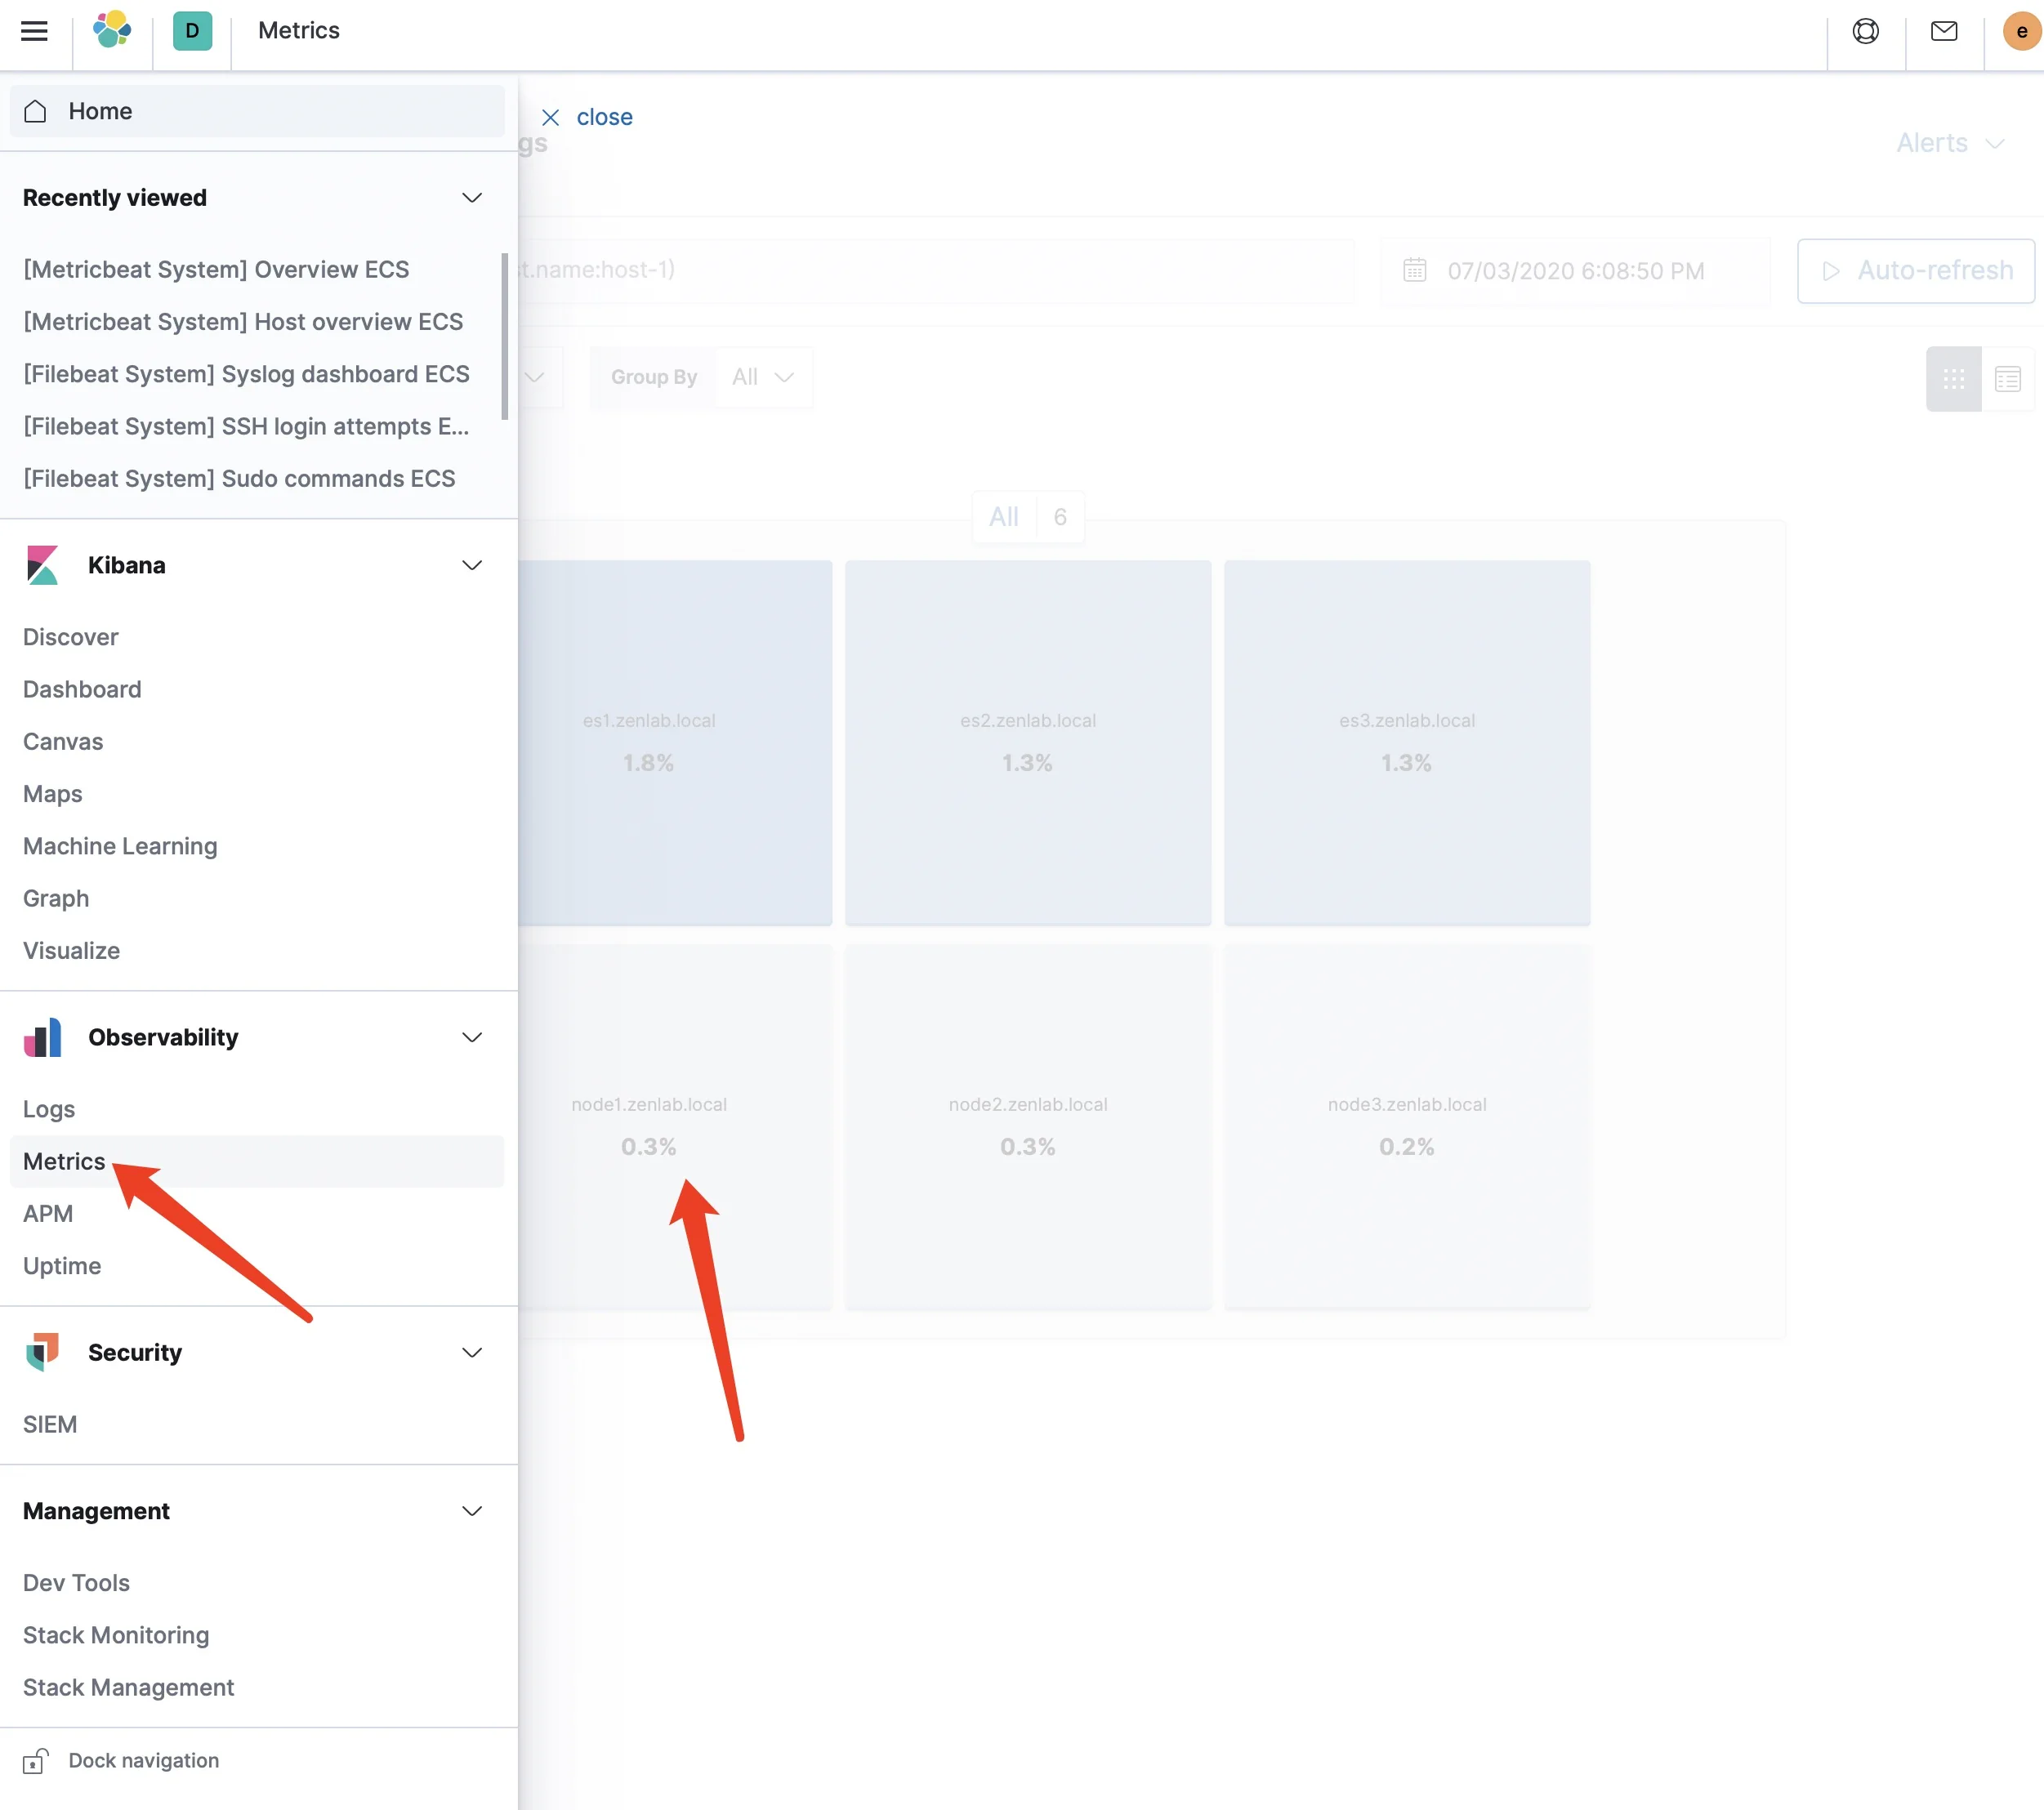 D
Metrics
e
Home
close
gs
Alerts
Recently viewed
[Metricbeat System] Overview ECS
[Metricbeat System] Host overview ECS
[Filebeat System] Syslog dashboard ECS
[Filebeat System] SSH login attempts E...
[Filebeat System] Sudo commands ECS
t.name:host-1)
07/03/2020 6:08:50 PM
Auto-refresh
Group By
All
All 6
Kibana
Discover
Dashboard
Canvas
Maps
Machine Learning
Graph
Visualize
es1.zenlab.local
1.8%
es2.zenlab.local
1.3%
es3.zenlab.local
1.3%
Observability
Logs
Metrics
APM
Uptime
node1.zenlab.local
0.3%
node2.zenlab.local
0.3%
node3.zenlab.local
0.2%
Security
SIEM
Management
Dev Tools
Stack Monitoring
Stack Management
Dock navigation